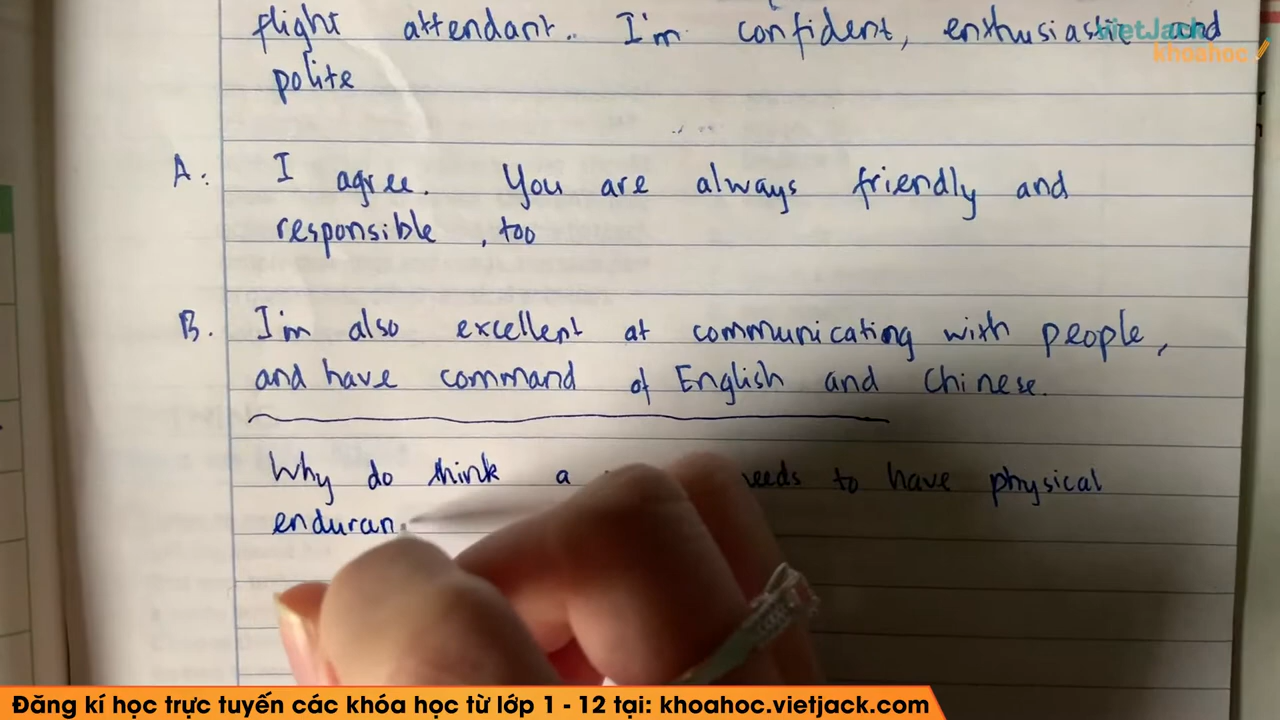 flight attendant. I'm confident, enthusiastic and
vietJack
khoahoc
polite
A: I agree. You are always friendly and
responsible, too
B. I'm also excellent at communicating with people,
and have command of English and Chinese.
Why do think a needs to have physical
enduran
Đăng kí học trực tuyến các khóa học từ lớp 1 - 12 tại: khoahoc.vietjack.com